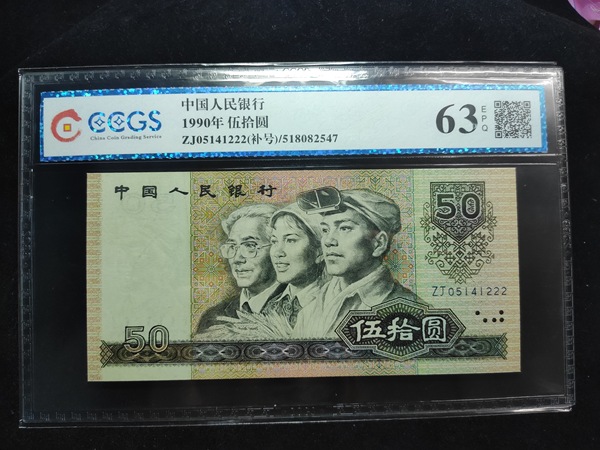 CCGS
China Coin Grading Service
中国人民银行
1990年 伍拾圆
ZJ05141222(补号)/518082547
63
EPQ
中国人民银行
50
ZJ05141222
50
伍拾圆